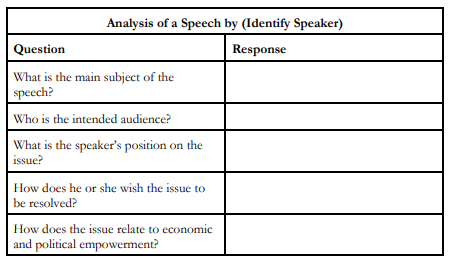 Analysis of a Speech by (Identify Speaker)
Question Response
What is the main subject of the
speech?
Who is the intended audience?
What is the speaker's position on the
issue?
How does he or she wish the issue to
be resolved?
How does the issue relate to economic
and political empowerment?